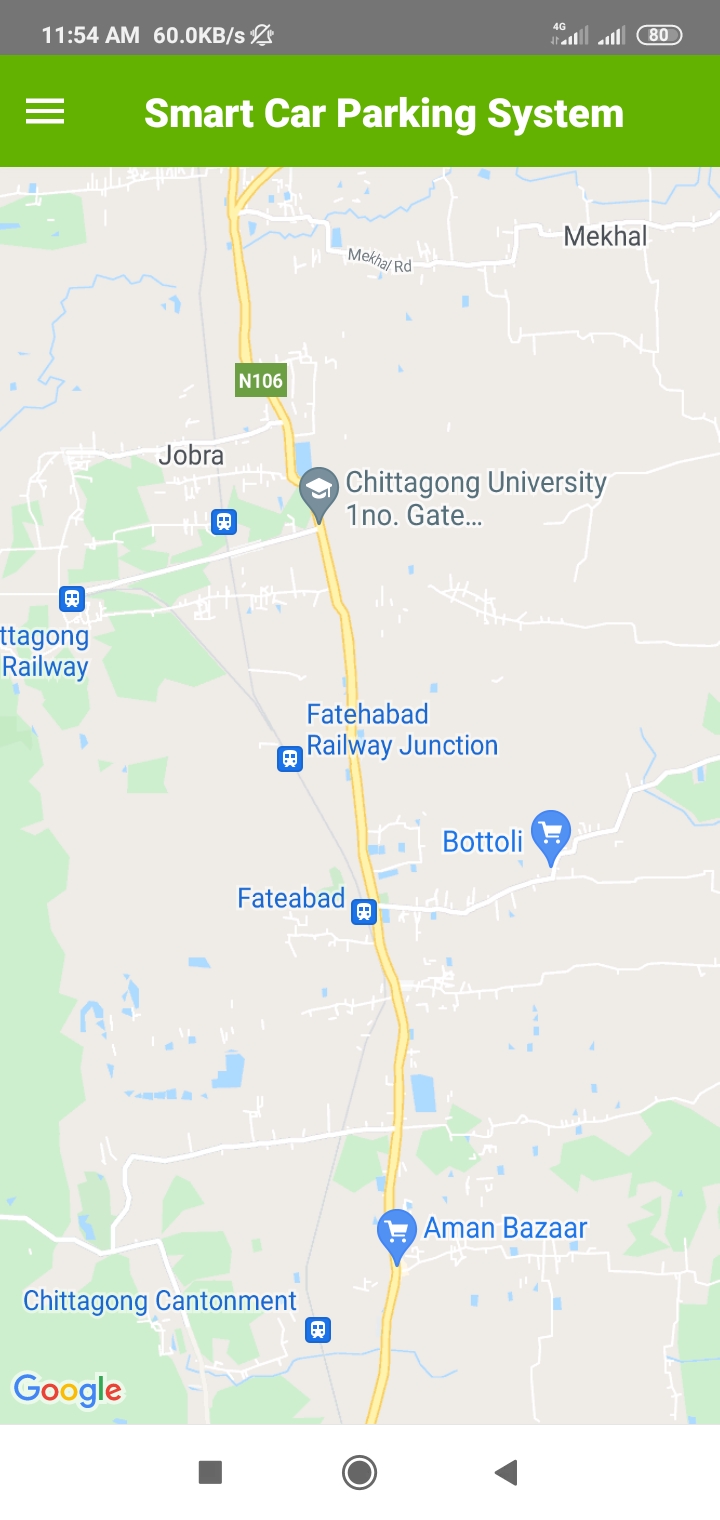 11:54 AM 60.0KB/s 4G 80
Smart Car Parking System
Mekhal
Mekhal Rd
N106
Jobra
Chittagong University
1no. Gate...
ttagong
Railway
Fatehabad
Railway Junction
Bottoli
Fateabad
Aman Bazaar
Chittagong Cantonment
Google